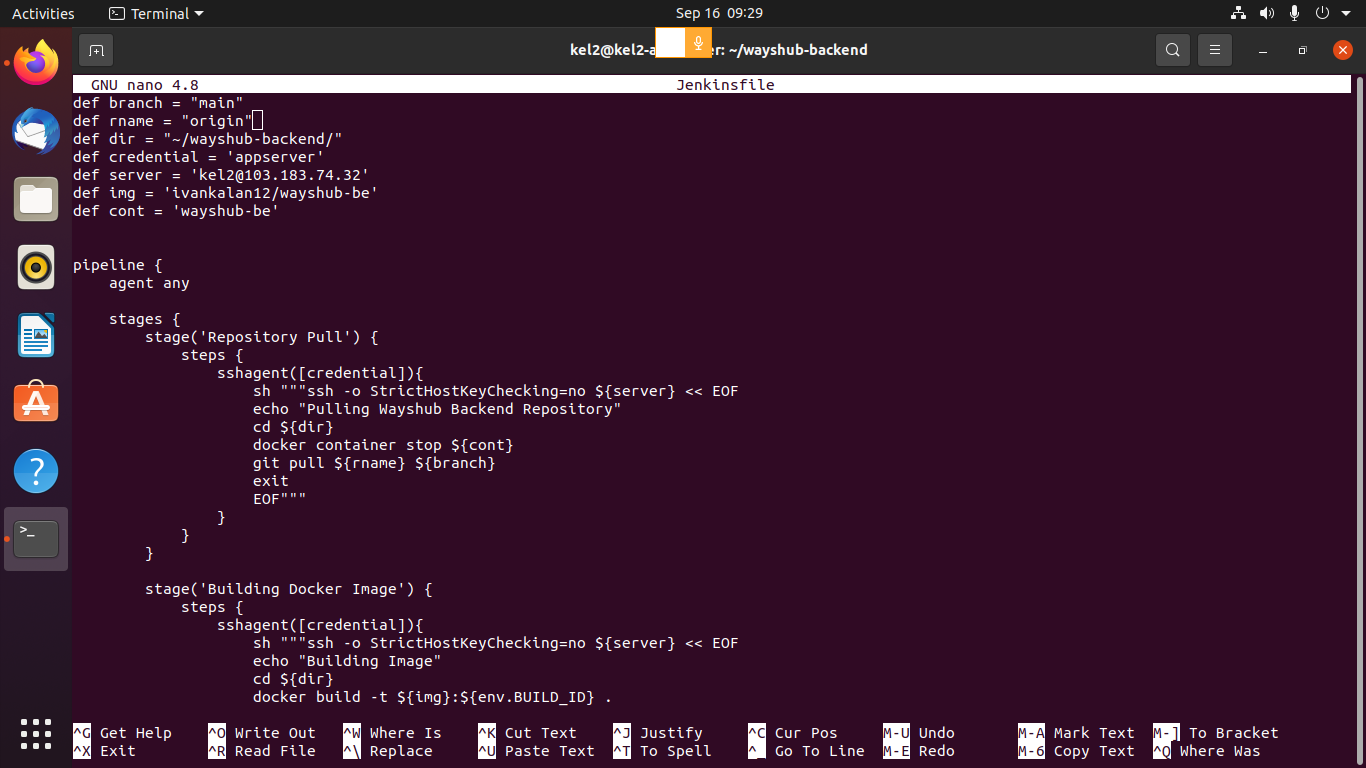 Activities Terminal Sep 16 09:29
kel2@kel2-a er: ~/wayshub-backend
GNU nano 4.8 Jenkinsfile
def branch = "main"
def rname = "origin"
def dir = "~/wayshub-backend/"
def credential = 'appserver'
def server = 'kel2@103.183.74.32'
def img = 'ivankalan12/wayshub-be'
def cont = 'wayshub-be'
pipeline {
    agent any
    stages {
        stage('Repository Pull') {
            steps {
                sshagent([credential]){
                    sh """ssh -o StrictHostKeyChecking=no ${server} << EOF
                    echo "Pulling Wayshub Backend Repository"
                    cd ${dir}
                    docker container stop ${cont}
                    git pull ${rname} ${branch}
                    exit
                    EOF"""
                }
            }
        }
        stage('Building Docker Image') {
            steps {
                sshagent([credential]){
                    sh """ssh -o StrictHostKeyChecking=no ${server} << EOF
                    echo "Building Image"
                    cd ${dir}
                    docker build -t ${img}:${env.BUILD_ID} .
^G Get Help ^O Write Out ^W Where Is ^K Cut Text ^J Justify ^C Cur Pos M-U Undo M-A Mark Text M-] To Bracket
^X Exit ^R Read File ^\ Replace ^U Paste Text ^T To Spell ^_ Go To Line M-E Redo M-6 Copy Text ^Q Where Was